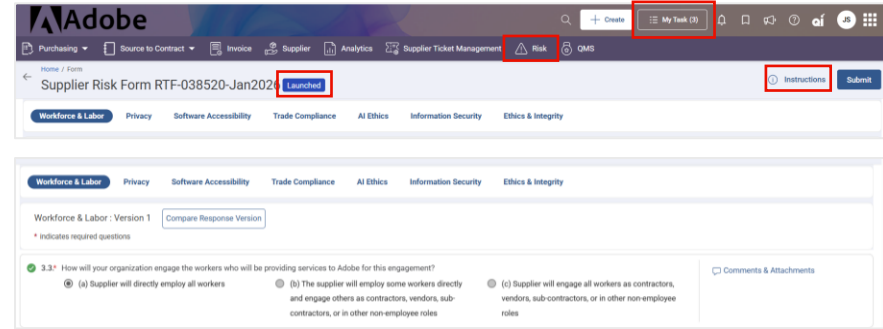 Adobe
Create
My Task (3)
aí
JS
Purchasing
Source to Contract
Invoice
Supplier
Analytics
Supplier Ticket Management
Risk
QMS
Home / Form
Supplier Risk Form RTF-038520-Jan2026
Launched
Instructions
Submit
Workforce & Labor
Privacy
Software Accessibility
Trade Compliance
AI Ethics
Information Security
Ethics & Integrity
Workforce & Labor
Privacy
Software Accessibility
Trade Compliance
AI Ethics
Information Security
Ethics & Integrity
Workforce & Labor : Version 1
Compare Response Version
* indicates required questions
3.3.* How will your organization engage the workers who will be providing services to Adobe for this engagement?
(a) Supplier will directly employ all workers
(b) The supplier will employ some workers directly
and engage others as contractors, vendors, sub-
contractors, or in other non-employee roles
(c) Supplier will engage all workers as contractors,
vendors, sub-contractors, or in other non-employee
roles
Comments & Attachments